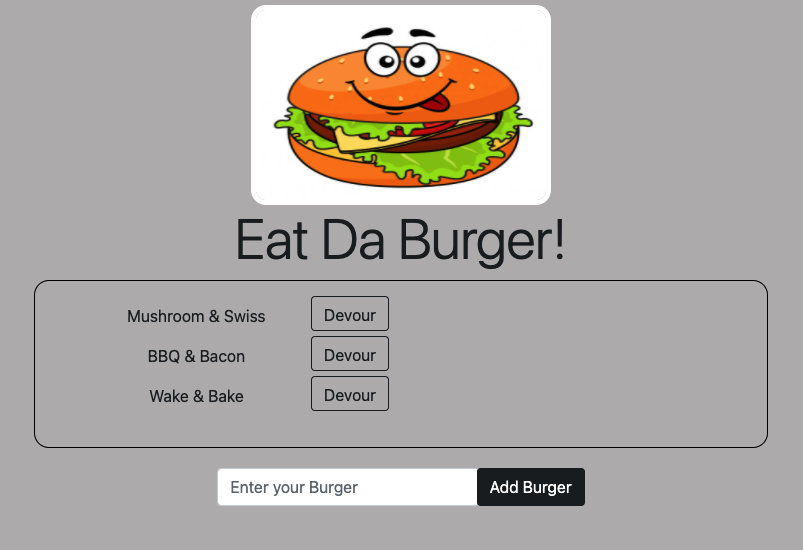 Eat Da Burger!
Mushroom & Swiss Devour
BBQ & Bacon Devour
Wake & Bake Devour
Enter your Burger Add Burger